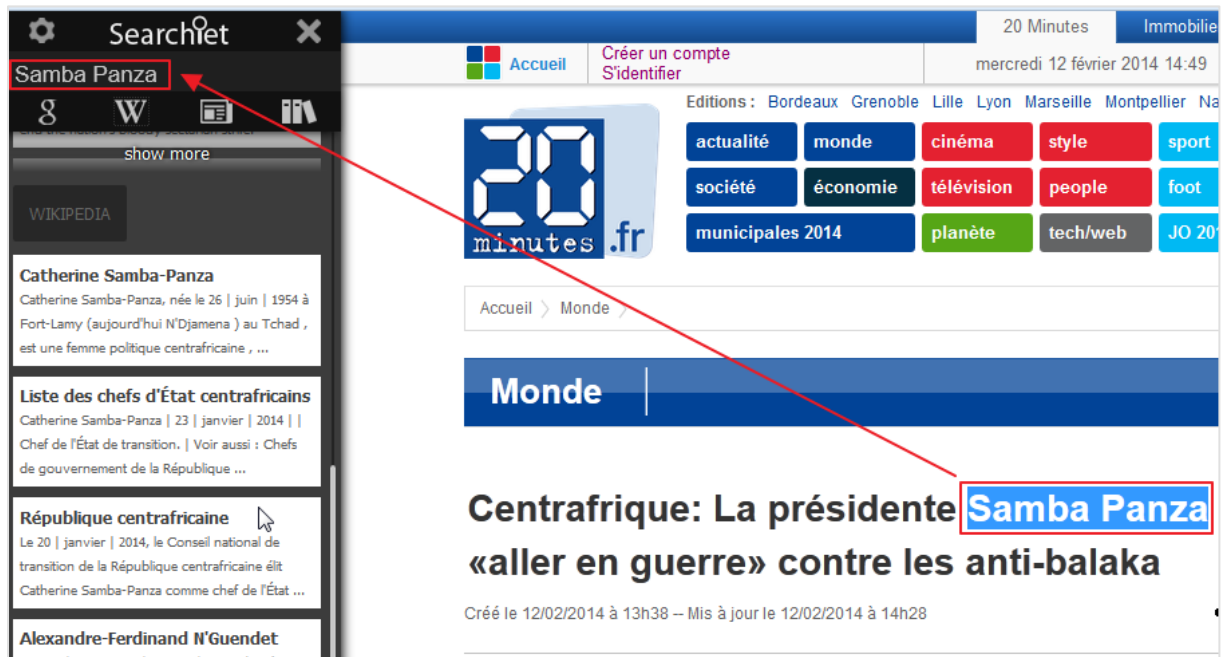 Searchlet
Samba Panza
show more
WIKIPEDIA
Catherine Samba-Panza
Catherine Samba-Panza, née le 26 | juin | 1954 à
Fort-Lamy (aujourd'hui N'Djamena ) au Tchad ,
est une femme politique centrafricaine , ...
Liste des chefs d'État centrafricains
Catherine Samba-Panza | 23 | janvier | 2014 | |
Chef de l'État de transition. | Voir aussi : Chefs
de gouvernement de la République ...
République centrafricaine
Le 20 | janvier | 2014, le Conseil national de
transition de la République centrafricaine élit
Catherine Samba-Panza comme chef de l'État ...
Alexandre-Ferdinand N'Guendet
20 Minutes Immobilie
Accueil
Créer un compte
S'identifier
mercredi 12 février 2014 14:49
Editions : Bordeaux Grenoble Lille Lyon Marseille Montpellier Na
20 minutes .fr
actualité monde cinéma style sport
société économie télévision people foot
municipales 2014 planète tech/web JO 20
Accueil Monde
Monde
Centrafrique: La présidente Samba Panza
«aller en guerre» contre les anti-balaka
Créé le 12/02/2014 à 13h38 -- Mis à jour le 12/02/2014 à 14h28